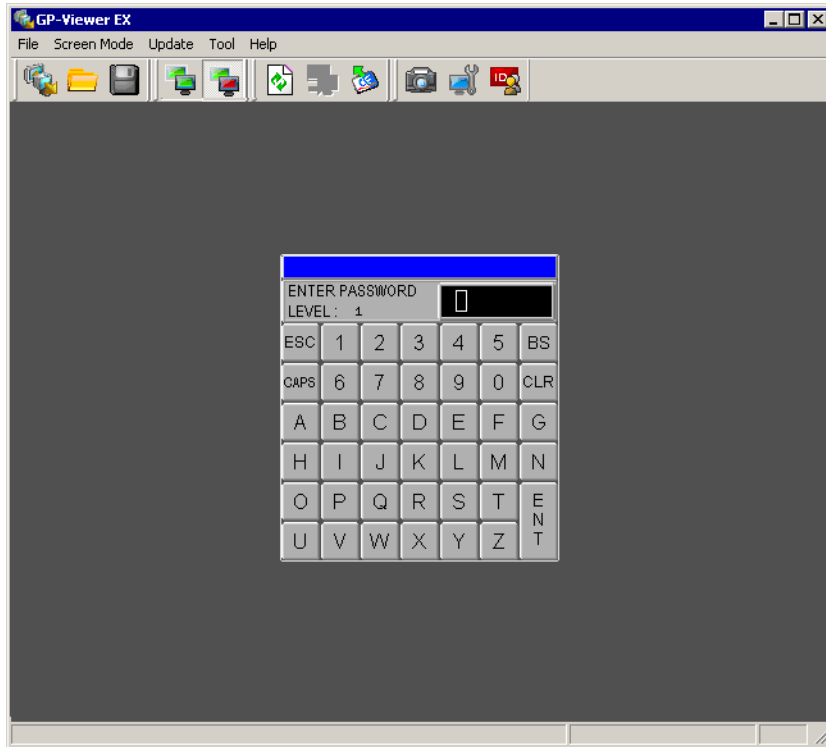 GP-Viewer EX
File Screen Mode Update Tool Help
ID
ENTER PASSWORD
LEVEL: 1
ESC 1 2 3 4 5 BS
CAPS 6 7 8 9 0 CLR
A B C D E F G
H I J K L M N
O P Q R S T ENT
U V W X Y Z